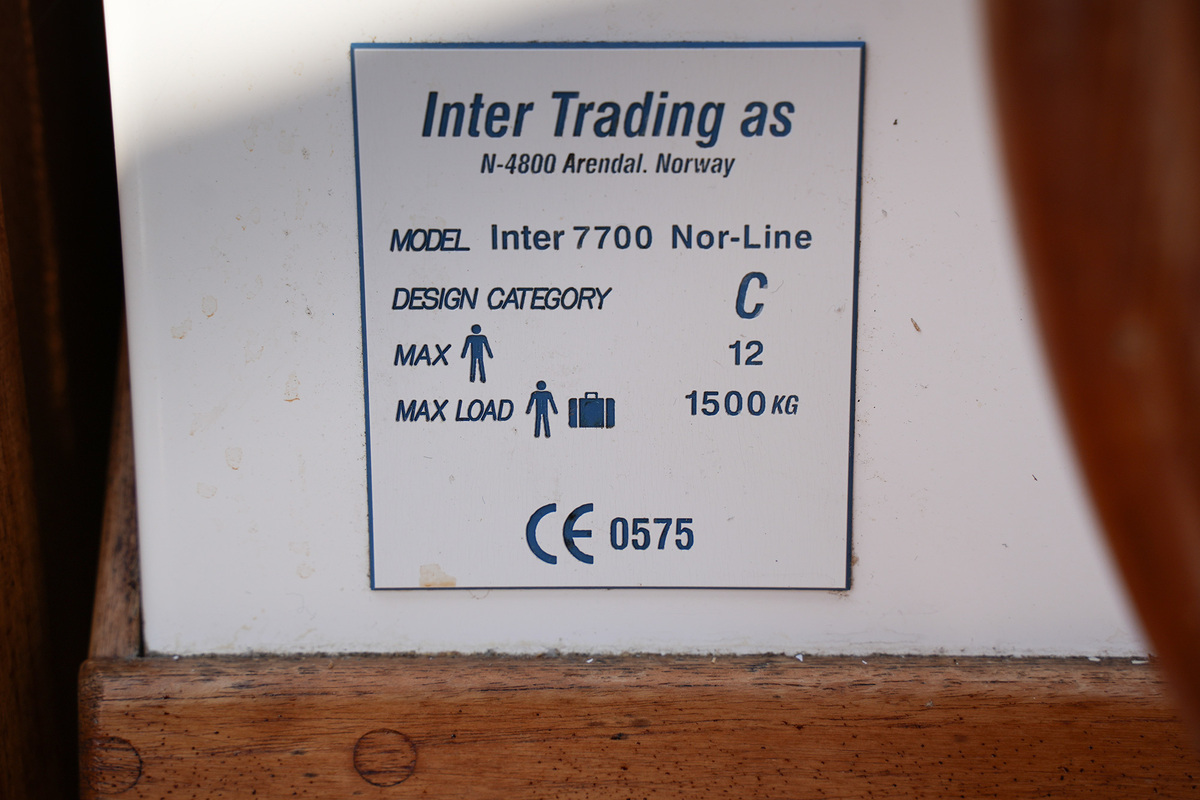 Inter Trading as
N-4800 Arendal. Norway
MODEL Inter 7700 Nor-Line
DESIGN CATEGORY C
MAX 12
MAX LOAD 1500 KG
CE 0575